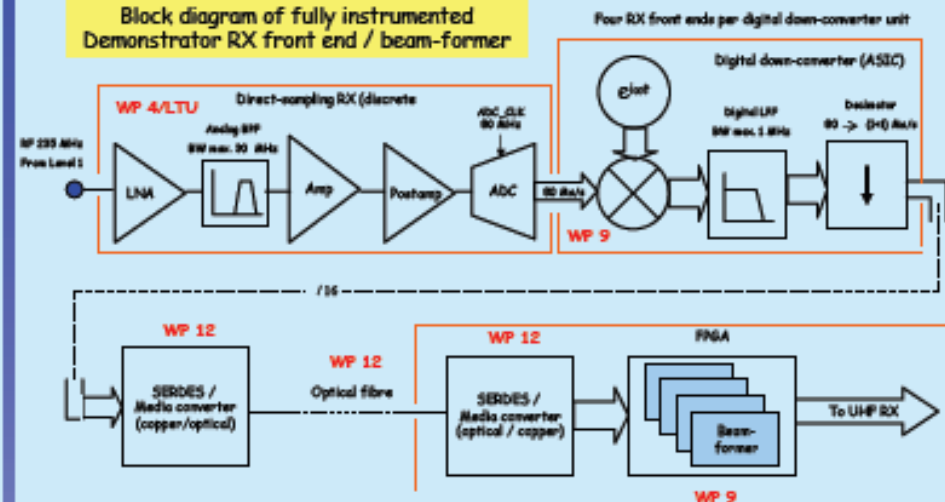 Block diagram of fully instrumented
Demonstrator RX front end / beam-former
Four RX front ends per digital down-converter unit
Digital down-converter (ASIC)
WP 4/LTU
Direct-sampling RX (discrete
ADC_CLK
80 MHz
RF 235 MHz
From Level 1
LNA
Analog BPF
BW max. 30 MHz
Amp
Postamp
ADC
80 Ms/s
WP 9
Digital LPF
BW max. 1 MHz
Decimator
/16
WP 12
SERDES /
Media converter
(copper/optical)
WP 12
Optical fibre
WP 12
SERDES /
Media converter
(optical / copper)
FPGA
Beam-
former
To UHF RX
WP 9